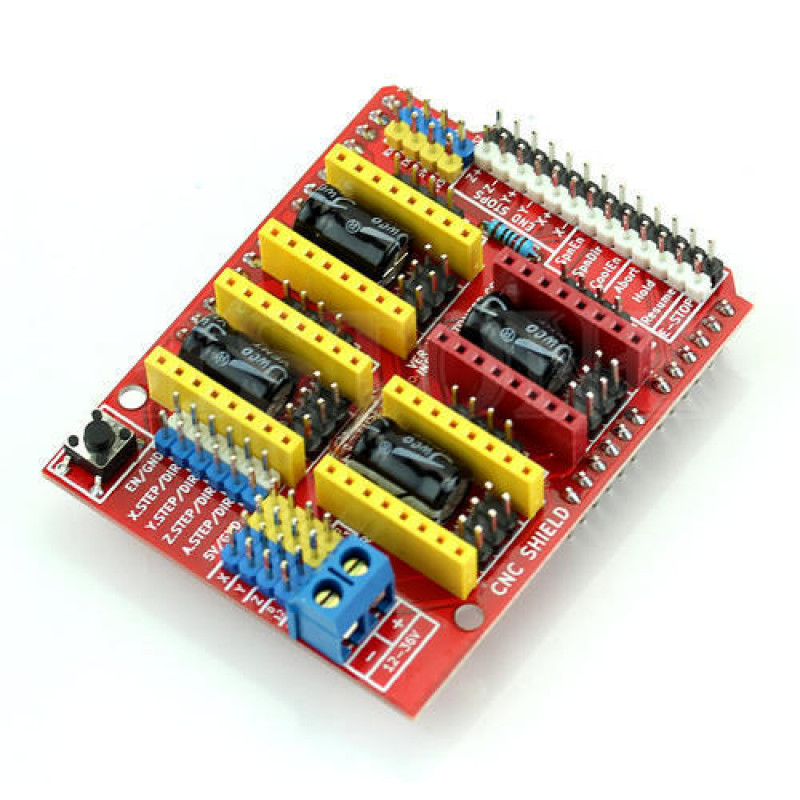 Z+
Z-
Y+
Y-
X+
X-
END STOPS
SpnEn
SpnDir
CoolEn
Abort
Hold
Resume
E-STOP
EN/GND
X.STEP/DIR
Y.STEP/DIR
Z.STEP/DIR
A.STEP/DIR
5V/GND
X
Y
Z
CNC SHIELD
+
-
12-36V